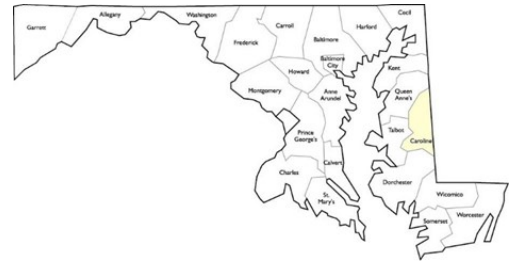 Garrett
Allegany
Washington
Frederick
Carroll
Baltimore
Harford
Cecil
Baltimore
City
Howard
Kent
Montgomery
Anne
Arundel
Queen
Anne's
Prince
George's
Talbot
Caroline
Calvert
Charles
St.
Mary's
Dorchester
Wicomico
Somerset
Worcester